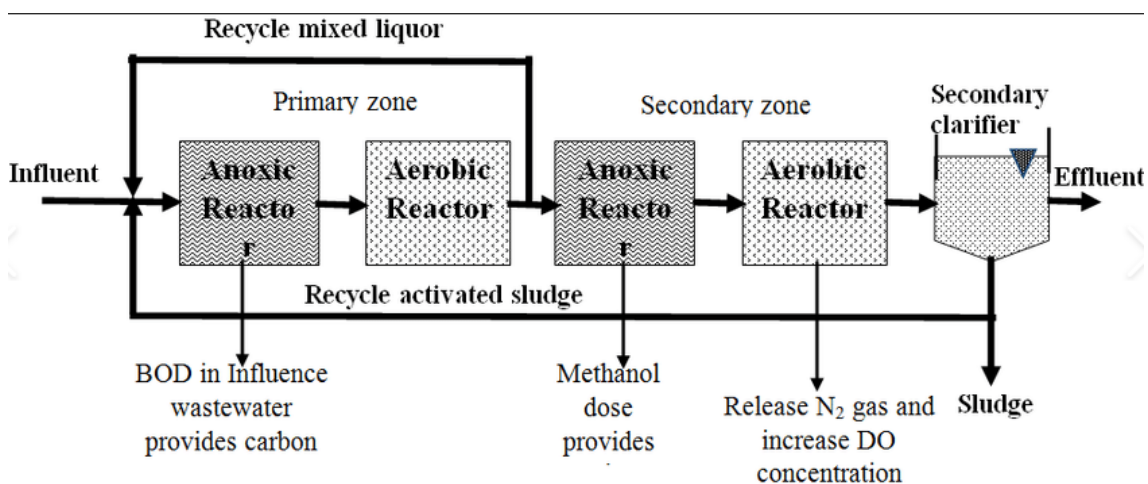 Recycle mixed liquor
Primary zone
Secondary zone
Secondary
clarifier
Influent
Anoxic
Reacto
r
Aerobic
Reactor
Anoxic
Reacto
r
Aerobic
Reactor
Effluent
Recycle activated sludge
BOD in Influence
wastewater
provides carbon
Methanol
dose
provides
Release N₂ gas and
increase DO
concentration
Sludge